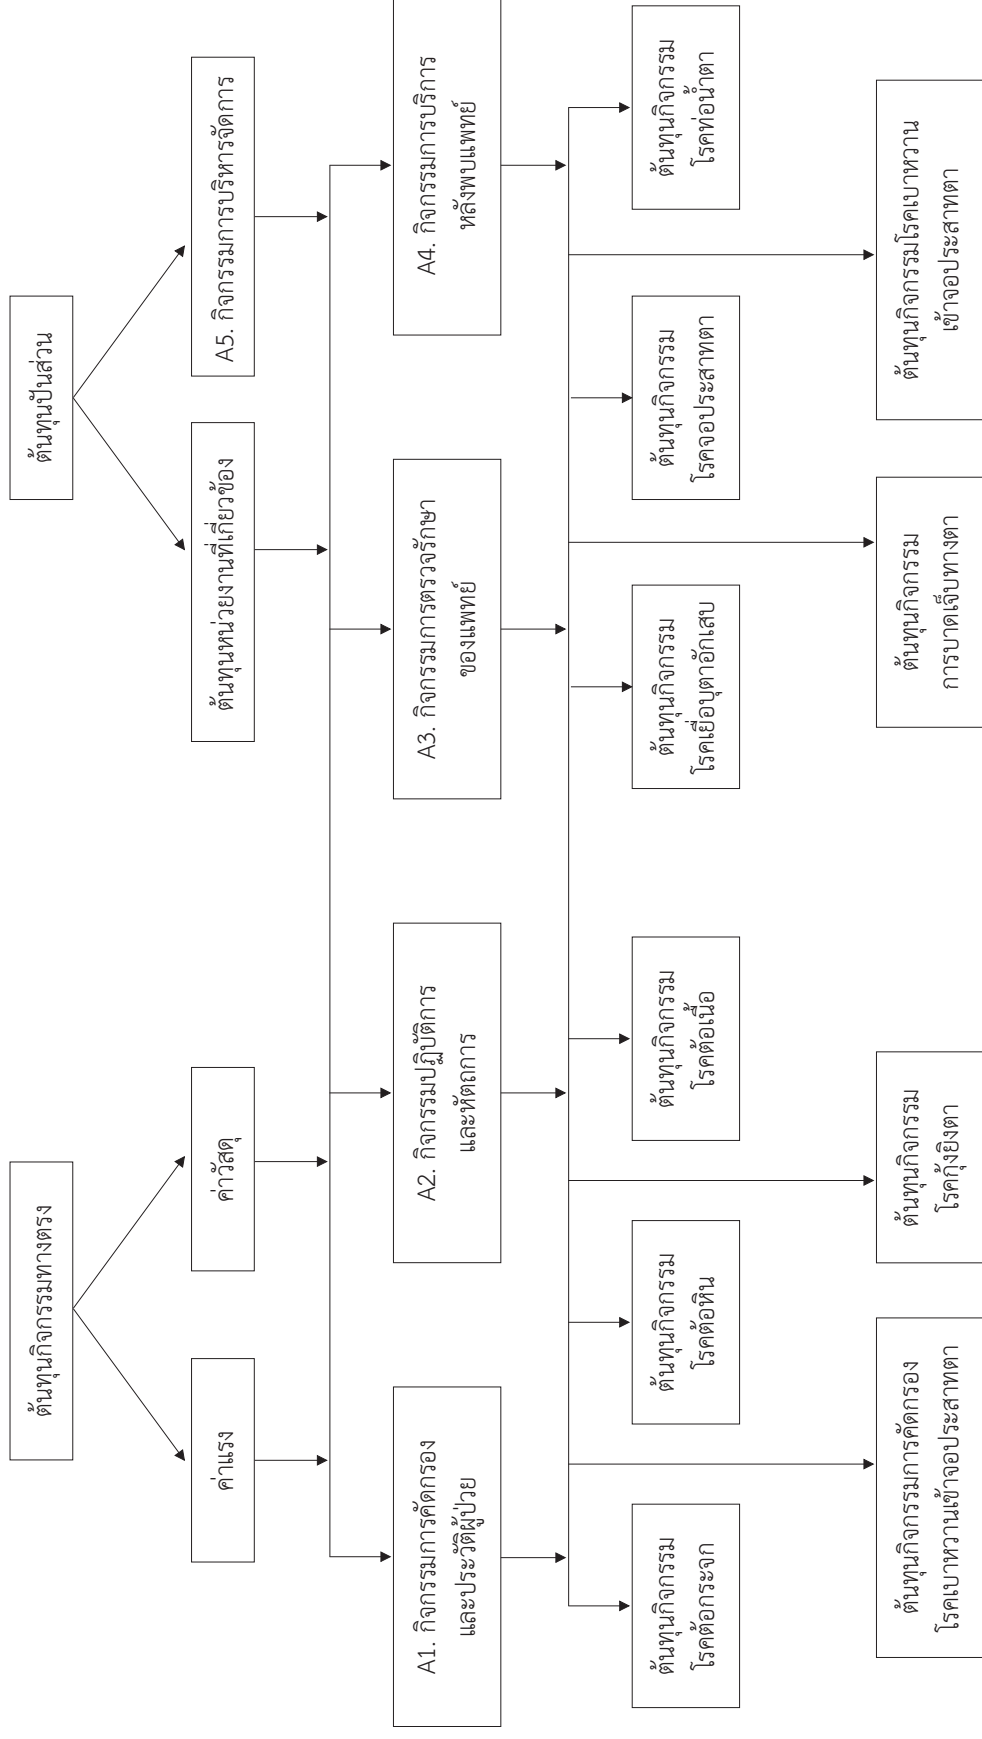 ต้นทุนกิจกรรมทางตรง
ต้นทุนปันส่วน
ค่าแรง
ค่าวัสดุ
ต้นทุนหน่วยงานที่เกี่ยวข้อง
A5. กิจกรรมการบริหารจัดการ
A1. กิจกรรมการคัดกรอง
และประวัติผู้ป่วย
A2. กิจกรรมปฏิบัติการ
และหัตถการ
A3. กิจกรรมการตรวจรักษา
ของแพทย์
A4. กิจกรรมการบริการ
หลังพบแพทย์
ต้นทุนกิจกรรม
โรคต้อกระจก
ต้นทุนกิจกรรม
โรคต้อหิน
ต้นทุนกิจกรรม
โรคต้อเนื้อ
ต้นทุนกิจกรรม
โรคเยื่อบุตาอักเสบ
ต้นทุนกิจกรรม
โรคจอประสาทตา
ต้นทุนกิจกรรม
โรคท่อน้ำตา
ต้นทุนกิจกรรมการคัดกรอง
โรคเบาหวานเข้าจอประสาทตา
ต้นทุนกิจกรรม
โรคกุ้งยิงตา
ต้นทุนกิจกรรม
การบาดเจ็บทางตา
ต้นทุนกิจกรรมโรคเบาหวาน
เข้าจอประสาทตา